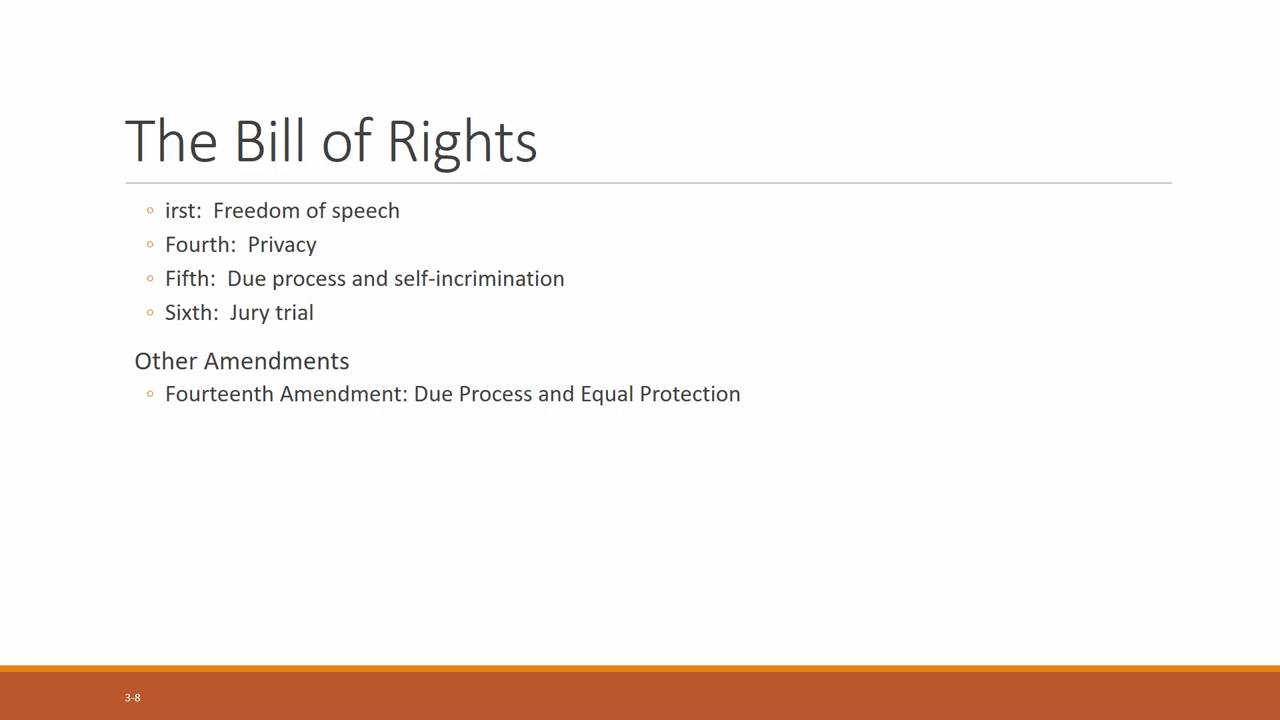 The Bill of Rights
◦ irst:  Freedom of speech
◦ Fourth:  Privacy
◦ Fifth:  Due process and self-incrimination
◦ Sixth:  Jury trial
Other Amendments
◦ Fourteenth Amendment: Due Process and Equal Protection
3-8